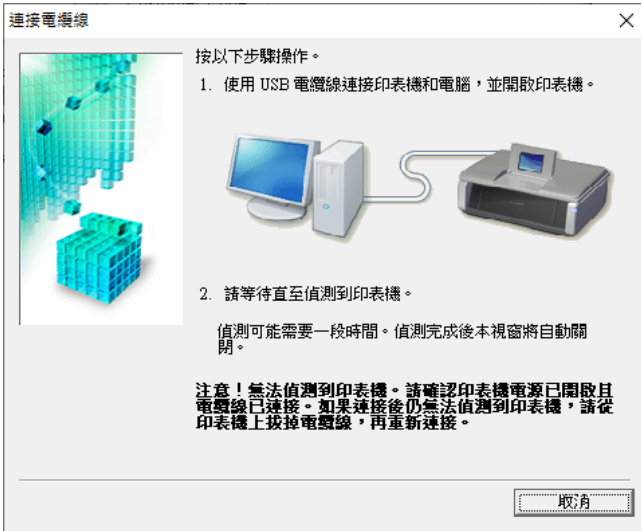 連接電纜線
按以下步驟操作。
1. 使用 USB 電纜線連接印表機和電腦，並開啟印表機。
2. 請等待直至偵測到印表機。
偵測可能需要一段時間。偵測完成後本視窗將自動關
閉。
注意！無法偵測到印表機。請確認印表機電源已開啟且
電纜線已連接。如果連接後仍無法偵測到印表機，請從
印表機上拔掉電纜線，再重新連接。
取消